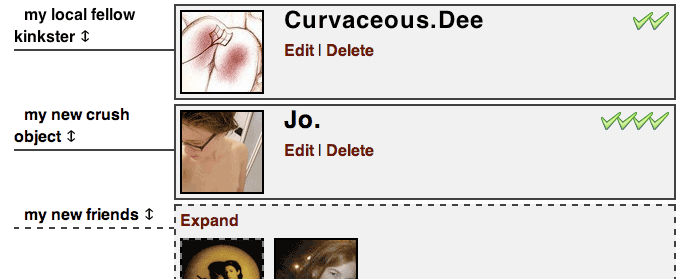 my local fellow
kinkster ↕
Curvaceous.Dee
Edit | Delete
my new crush
object ↕
Jo.
Edit | Delete
my new friends ↕
Expand